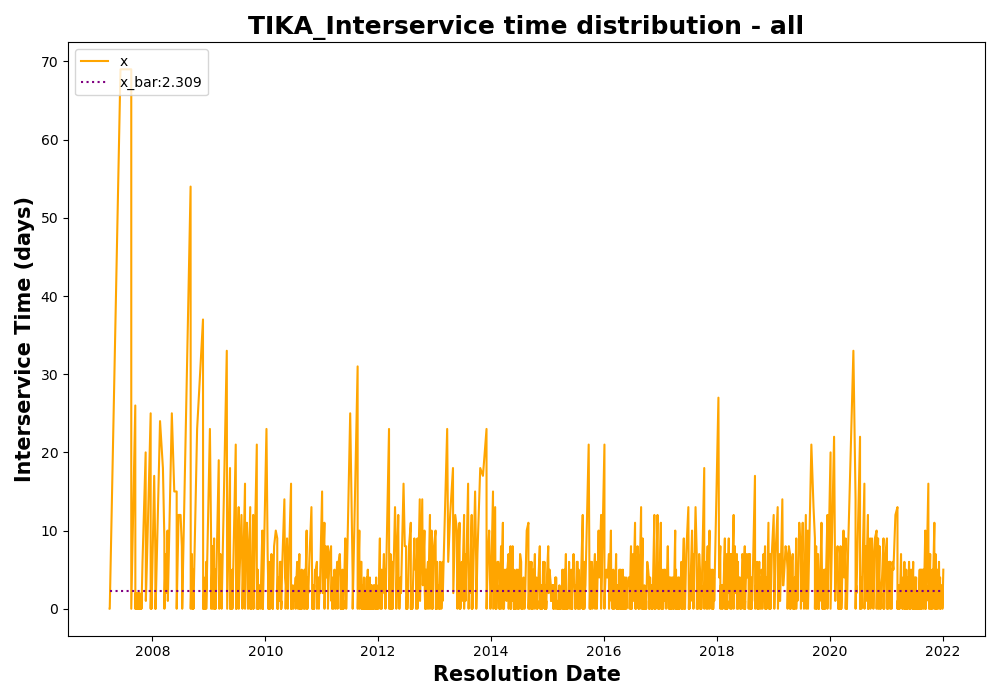 TIKA_Interservice time distribution - all
x
x_bar:2.309
Interservice Time (days)
70
60
50
40
30
20
10
0
2008 2010 2012 2014 2016 2018 2020 2022
Resolution Date